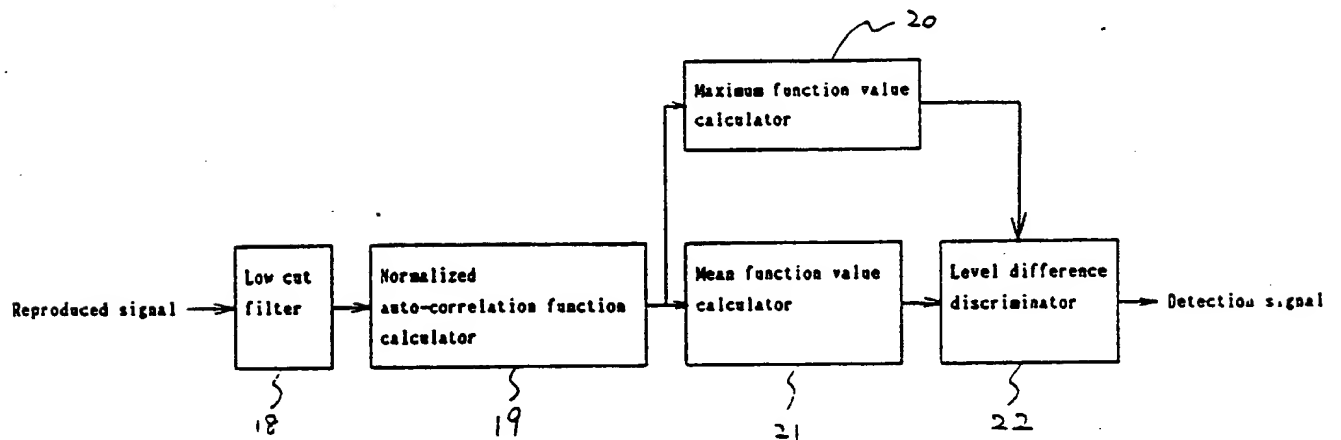 20
Maximum function value
calculator
Reproduced signal
Low cut
filter
Normalized
auto-correlation function
calculator
Mean function value
calculator
Level difference
discriminator
Detection signal
18
19
21
22